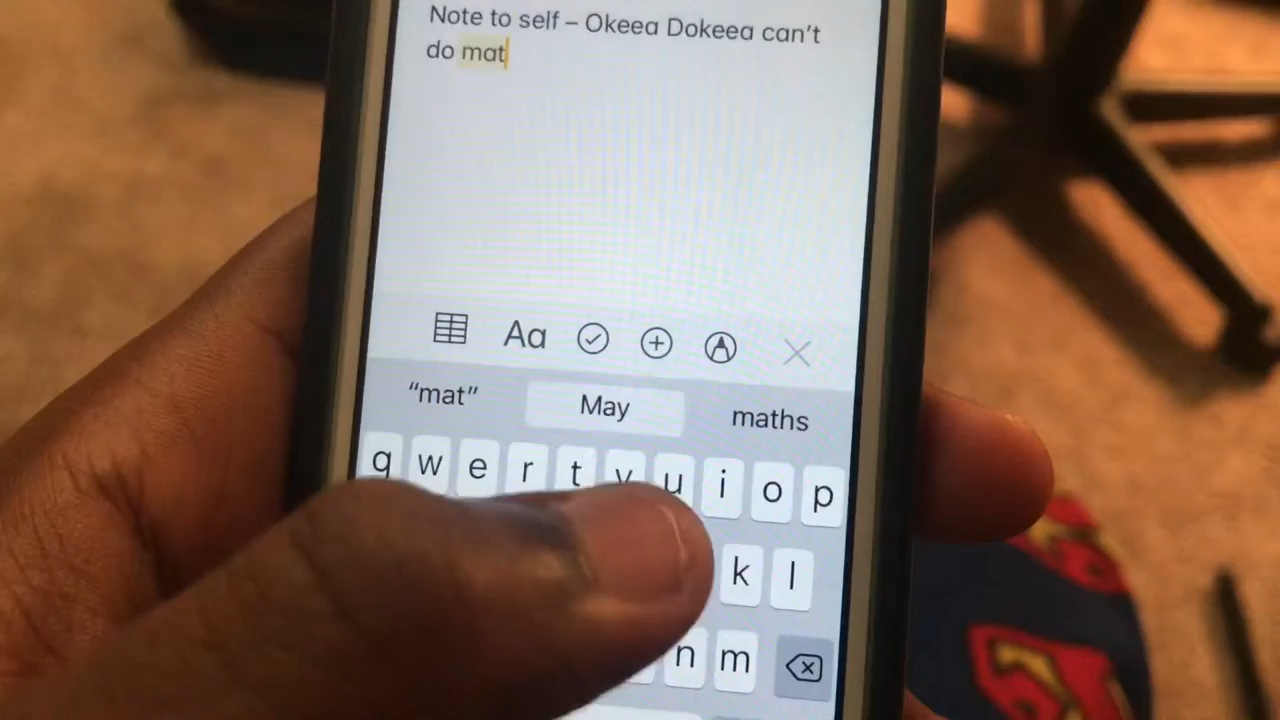 Note to self – Okeea Dokeea can't
do mat
Aa
"mat" May maths
q w e r t y u i o p
k l
n m